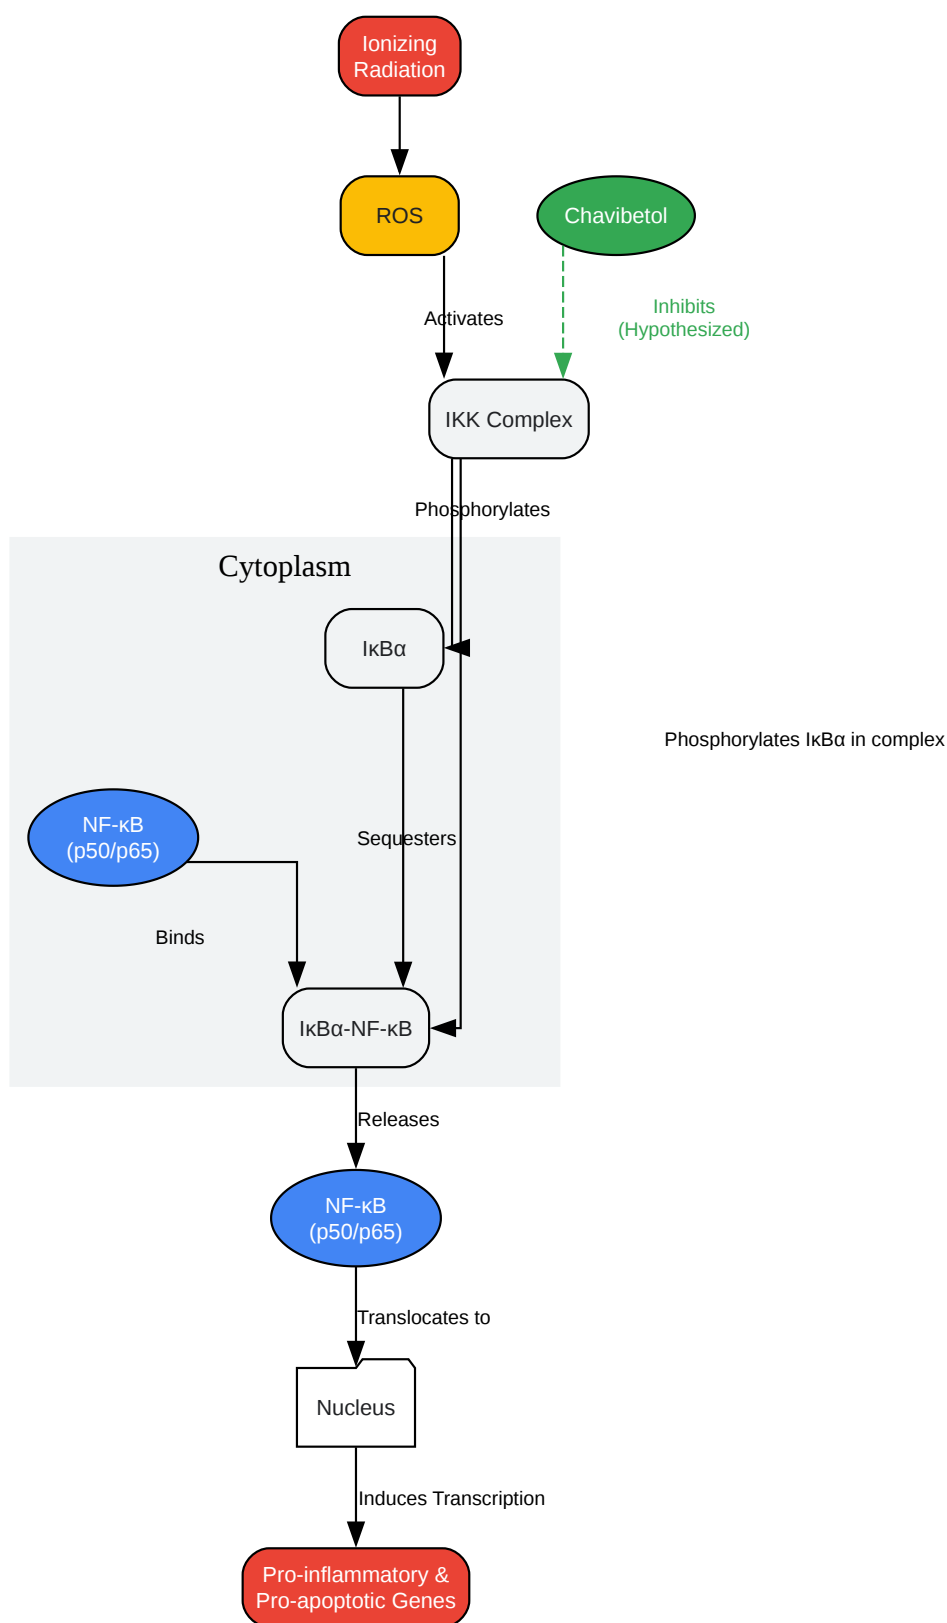 Ionizing
Radiation
ROS
Chavibetol
Activates
Inhibits
(Hypothesized)
IKK Complex
Phosphorylates
Cytoplasm
IκBα
Phosphorylates IκBα in complex
NF-κB
(p50/p65)
Sequesters
Binds
IκBα-NF-κB
Releases
NF-κB
(p50/p65)
Translocates to
Nucleus
Induces Transcription
Pro-inflammatory &
Pro-apoptotic Genes